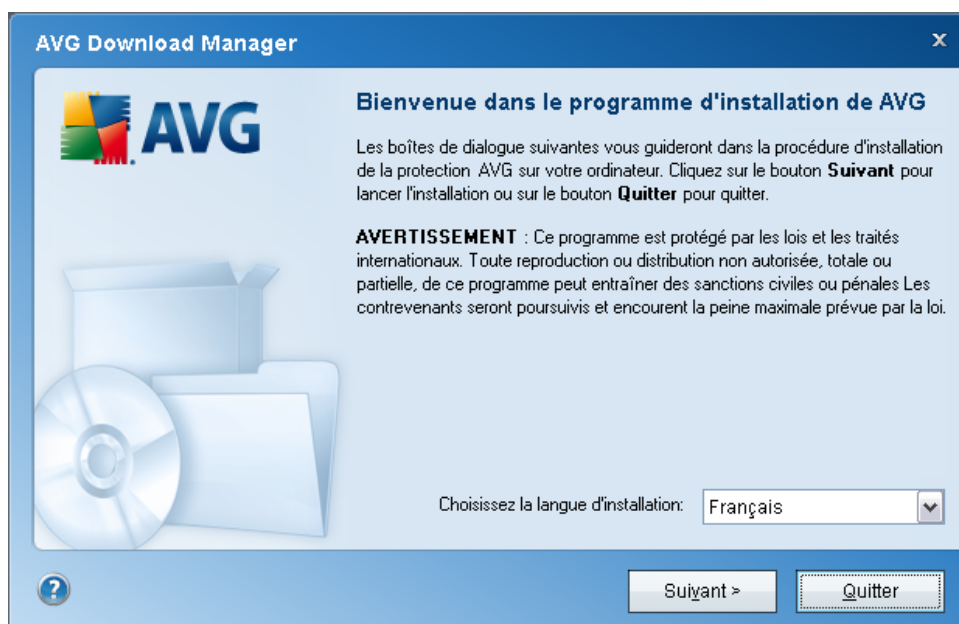 AVG Download Manager
x
AVG
Bienvenue dans le programme d'installation de AVG
Les boîtes de dialogue suivantes vous guideront dans la procédure d'installation
de la protection AVG sur votre ordinateur. Cliquez sur le bouton Suivant pour
lancer l'installation ou sur le bouton Quitter pour quitter.
AVERTISSEMENT : Ce programme est protégé par les lois et les traités
internationaux. Toute reproduction ou distribution non autorisée, totale ou
partielle, de ce programme peut entraîner des sanctions civiles ou pénales Les
contrevenants seront poursuivis et encourent la peine maximale prévue par la loi.
Choisissez la langue d'installation:
Français
?
Suivant >
Quitter